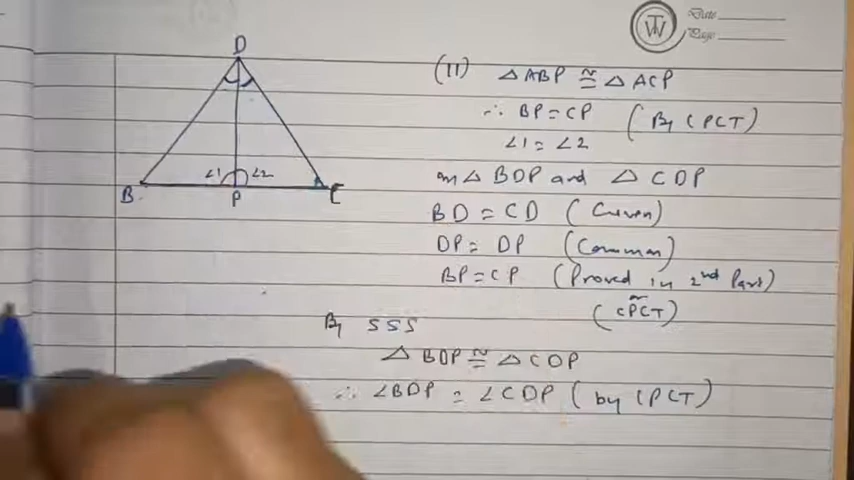 Date
Page
D
∠1 ∠2
B P C
(II) △ABP ≅ △ACP
∴ BP = CP (By CPCT)
∠1 = ∠2
In △ BDP and △ CDP
BD = CD (Given)
DP = DP (Common)
BP = CP (Proved in 2nd Part)
(CPCT)
By SSS
△ BDP ≅ △ CDP
∴ ∠BDP = ∠CDP (by CPCT)